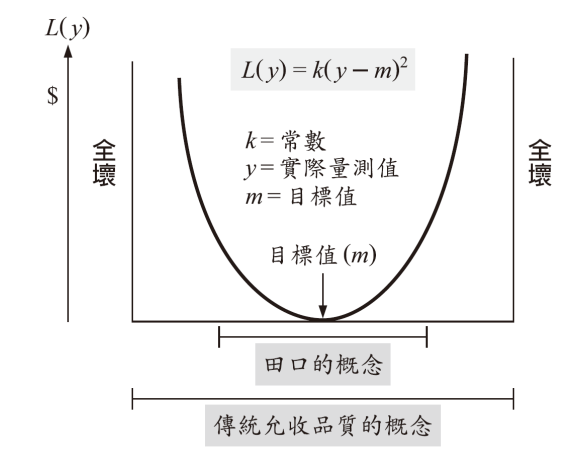 L(y)
$
L(y) = k(y − m)²
全壞
全壞
k = 常數
y = 實際量測值
m = 目標值
目標值 (m)
田口的概念
傳統允收品質的概念